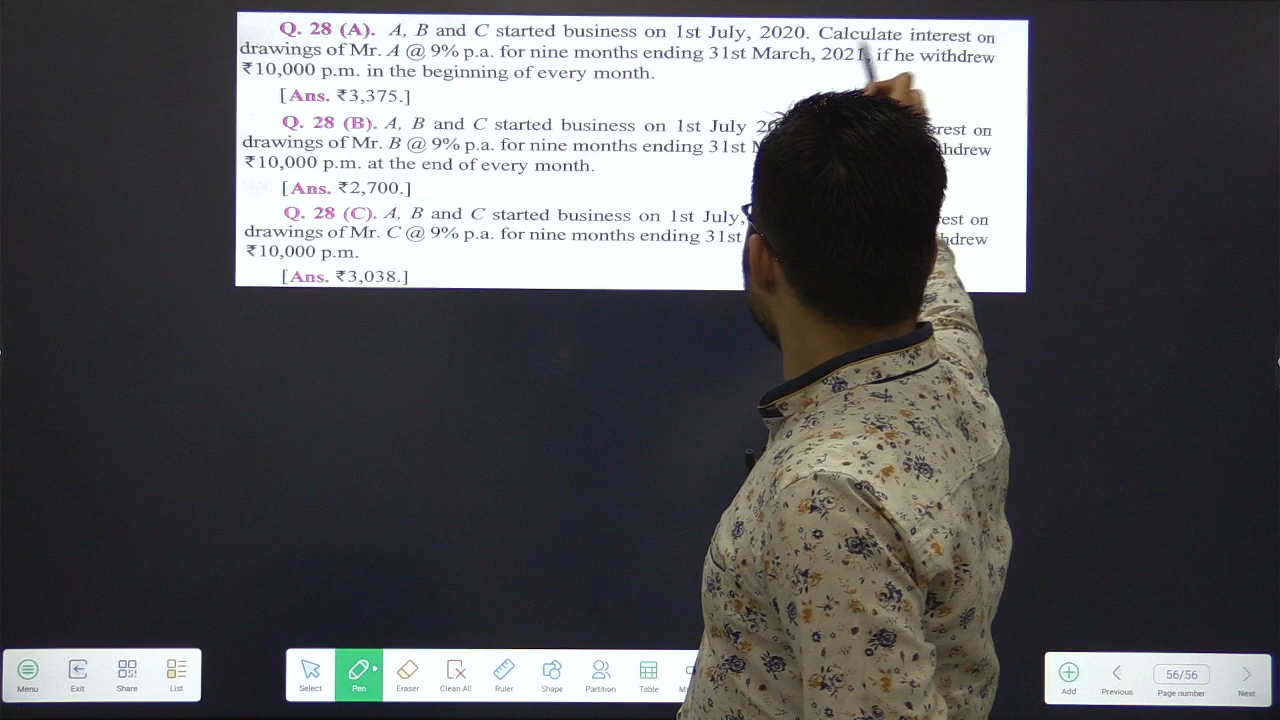 Q. 28 (A). A, B and C started business on 1st July, 2020. Calculate interest on
drawings of Mr. A @ 9% p.a. for nine months ending 31st March, 2021, if he withdrew
₹10,000 p.m. in the beginning of every month.
[Ans. ₹3,375.]
Q. 28 (B). A, B and C started business on 1st July on
drawings of Mr. B @ 9% p.a. for nine months ending 31st
₹10,000 p.m. at the end of every month.
[Ans. ₹2,700.]
Q. 28 (C). A, B and C started business on 1st July, on
drawings of Mr. C @ 9% p.a. for nine months ending 31st
₹10,000 p.m.
[Ans. ₹3,038.]
Menu Exit Share List Select Pen Eraser Clean All Ruler Shape Partition Table Add Previous 56/56 Page number Next